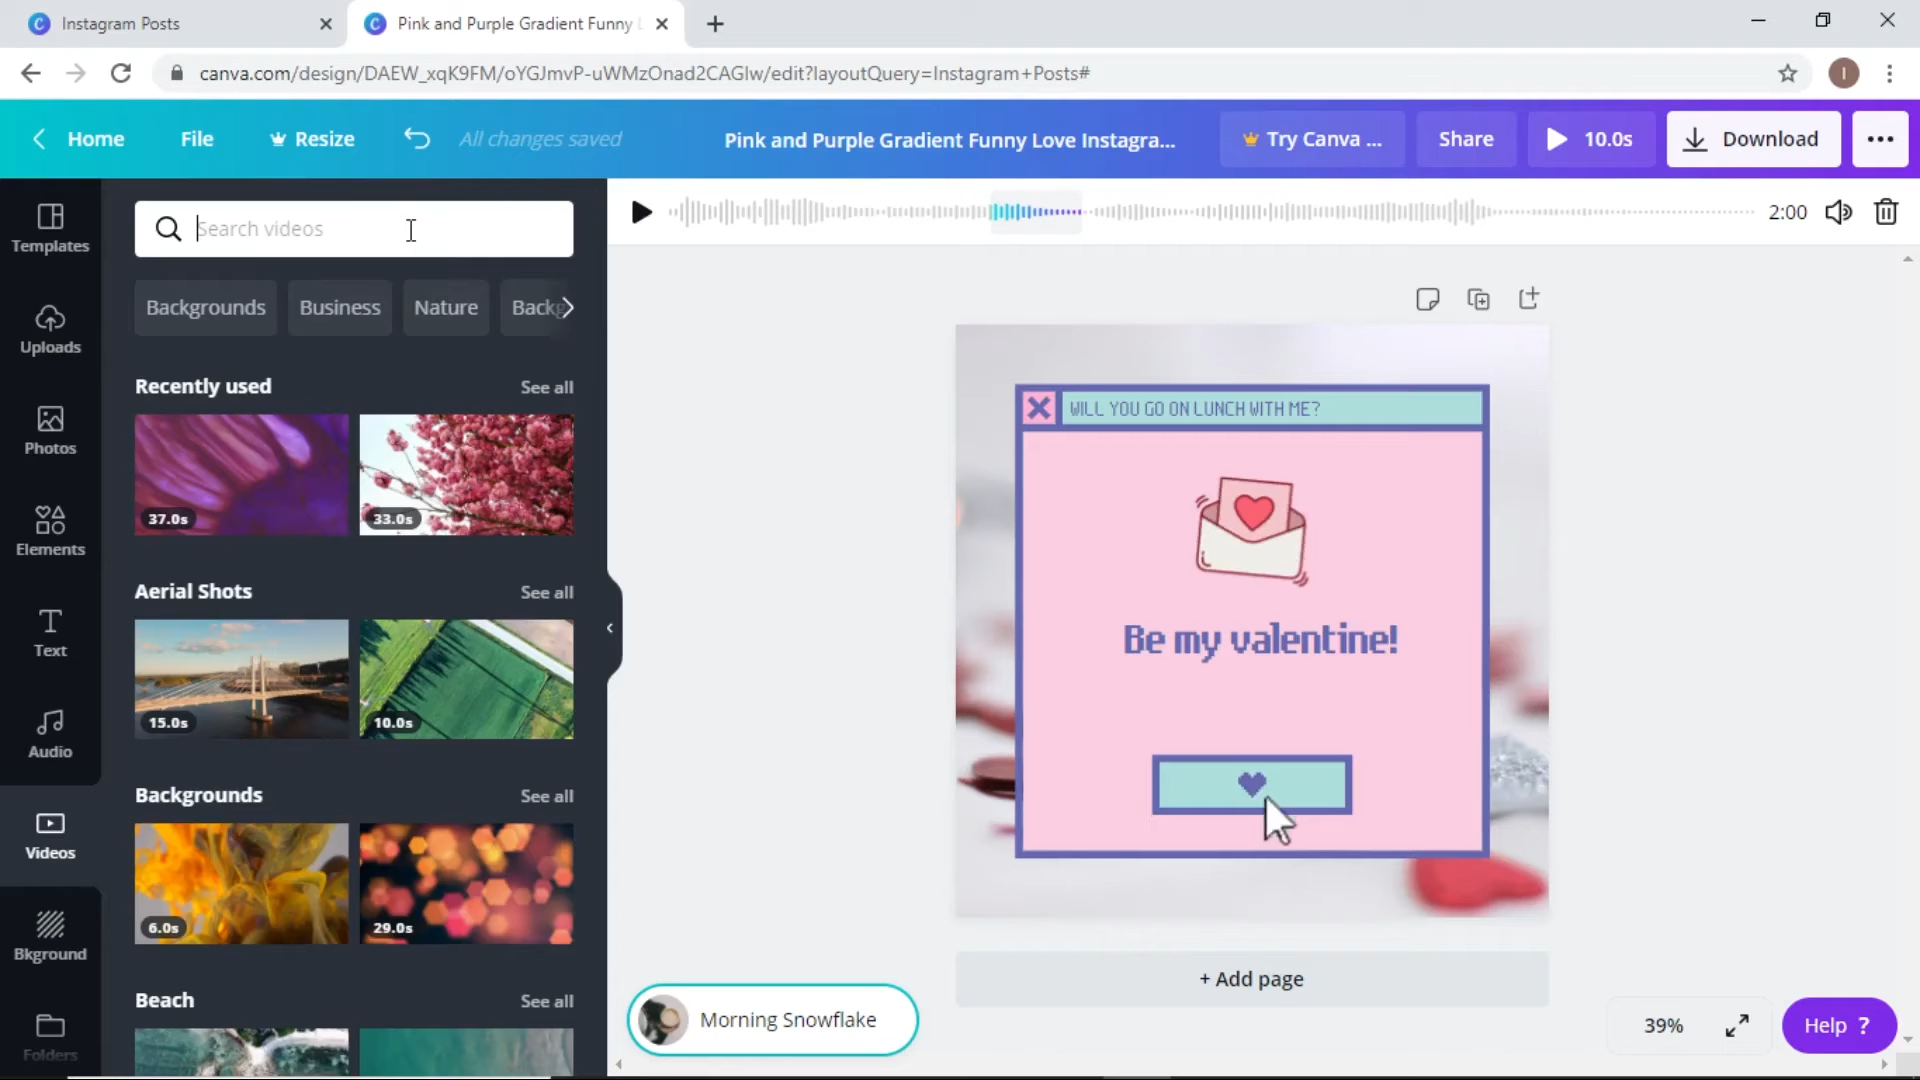 Instagram Posts
Pink and Purple Gradient Funny L
canva.com/design/DAEW_xqK9FM/oYGJmvP-uWMzOnad2CAGlw/edit?layoutQuery=Instagram+Posts#
I
Home
File
Resize
All changes saved
Pink and Purple Gradient Funny Love Instagra...
Try Canva ...
Share
10.0s
Download
Templates
Uploads
Photos
Elements
Text
Audio
Videos
Bkground
Folders
Search videos
Backgrounds
Business
Nature
Backg
Recently used
See all
37.0s
33.0s
Aerial Shots
See all
15.0s
10.0s
Backgrounds
See all
6.0s
29.0s
Beach
See all
2:00
WILL YOU GO ON LUNCH WITH ME?
Be my valentine!
+ Add page
Morning Snowflake
39%
Help ?